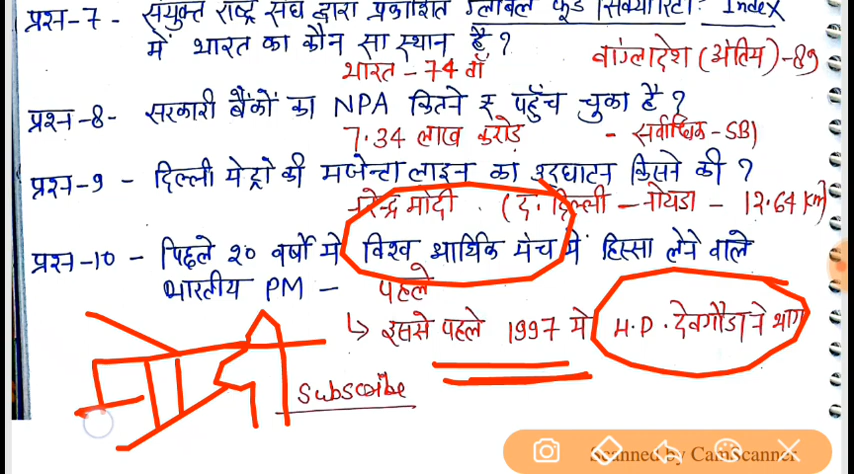 प्रश्न-7 - संयुक्त राष्ट्र संघ द्वारा प्रकाशित ग्लोबल फूड सिक्योरिटी Index
में भारत का कौन सा स्थान है ?
भारत - 74 वाँ बांग्लादेश (अंतिम) - 89
प्रश्न-8 - सरकारी बैंकों का NPA कितने रू पहुँच चुका है ?
7.34 लाख करोड़ - सर्वाधिक - SBI
प्रश्न-9 - दिल्ली मेट्रो की मजेन्टा लाइन का उद्घाटन किसने की ?
नरेन्द्र मोदी . (द. दिल्ली - नोयडा - 12.64 KM)
प्रश्न-10 - पिछले 20 वर्षों में विश्व आर्थिक मंच में हिस्सा लेने वाले
भारतीय PM - पहले
↳ इससे पहले 1997 में H.D. देवगौडा ने भाग
Subscribe
Scanned by CamScanner